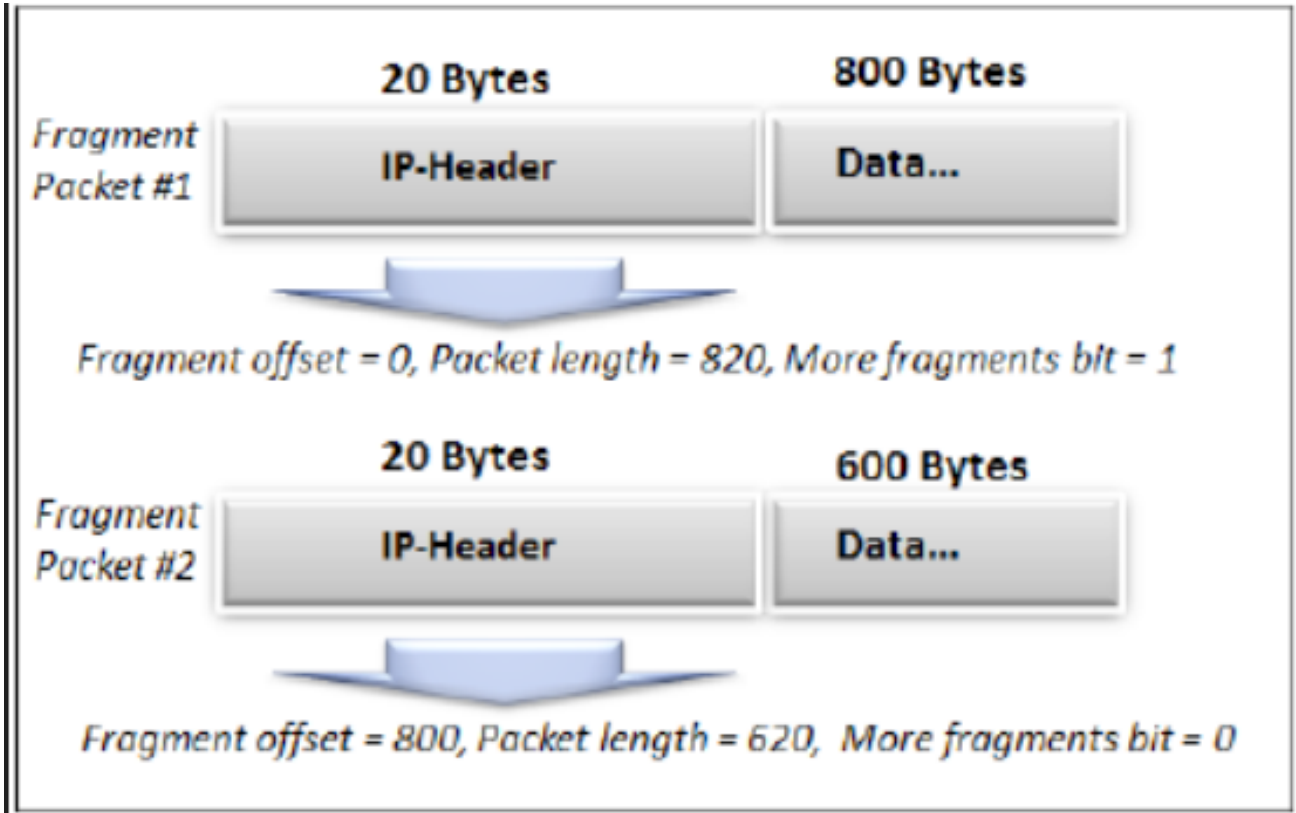 20 Bytes
800 Bytes
Fragment
Packet #1
IP-Header
Data...
Fragment offset = 0, Packet length = 820, More fragments bit = 1
20 Bytes
600 Bytes
Fragment
Packet #2
IP-Header
Data...
Fragment offset = 800, Packet length = 620, More fragments bit = 0